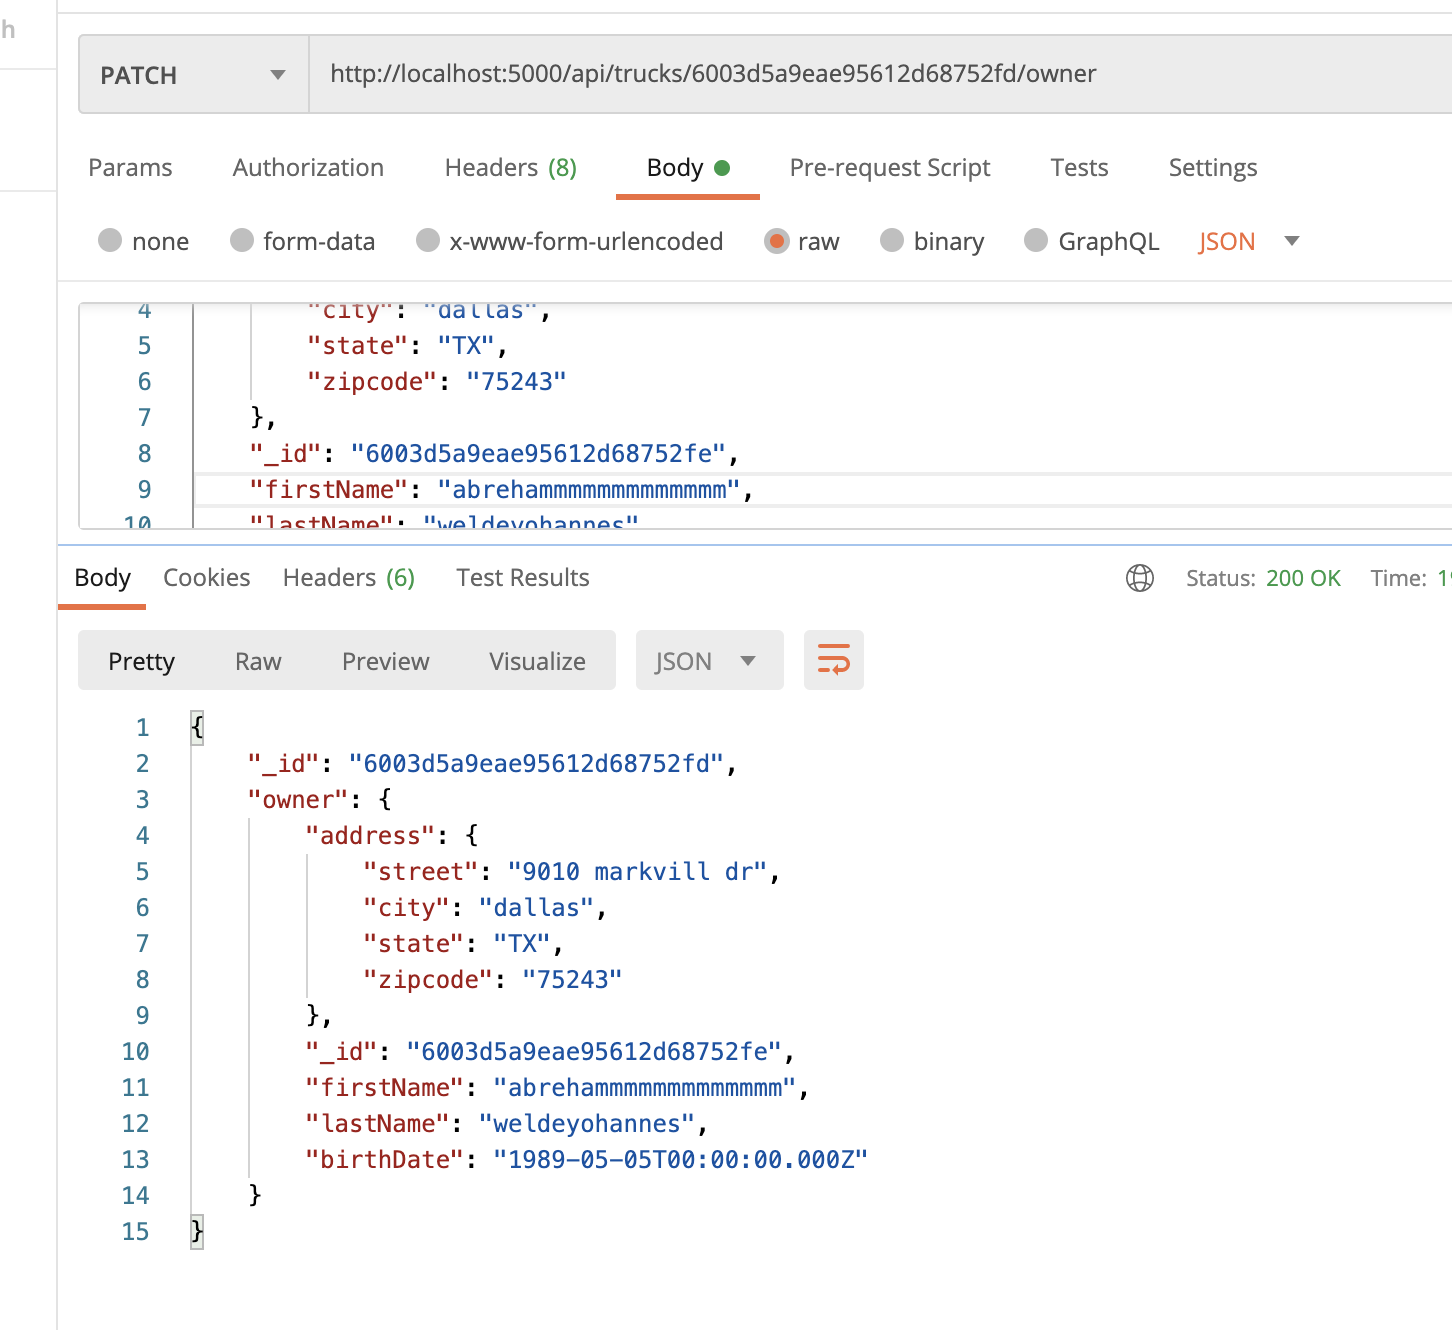 h
PATCH http://localhost:5000/api/trucks/6003d5a9eae95612d68752fd/owner
Params Authorization Headers (8) Body Pre-request Script Tests Settings
none form-data x-www-form-urlencoded raw binary GraphQL JSON
4 "city": "dallas",
5 "state": "TX",
6 "zipcode": "75243"
7 },
8 "_id": "6003d5a9eae95612d68752fe",
9 "firstName": "abrehammmmmmmmmmmmm",
10 "lastName": "weldeyohannes"
Body Cookies Headers (6) Test Results Status: 200 OK Time: 19
Pretty Raw Preview Visualize JSON
1 {
2 "_id": "6003d5a9eae95612d68752fd",
3 "owner": {
4 "address": {
5 "street": "9010 markvill dr",
6 "city": "dallas",
7 "state": "TX",
8 "zipcode": "75243"
9 },
10 "_id": "6003d5a9eae95612d68752fe",
11 "firstName": "abrehammmmmmmmmmmmm",
12 "lastName": "weldeyohannes",
13 "birthDate": "1989-05-05T00:00:00.000Z"
14 }
15 }